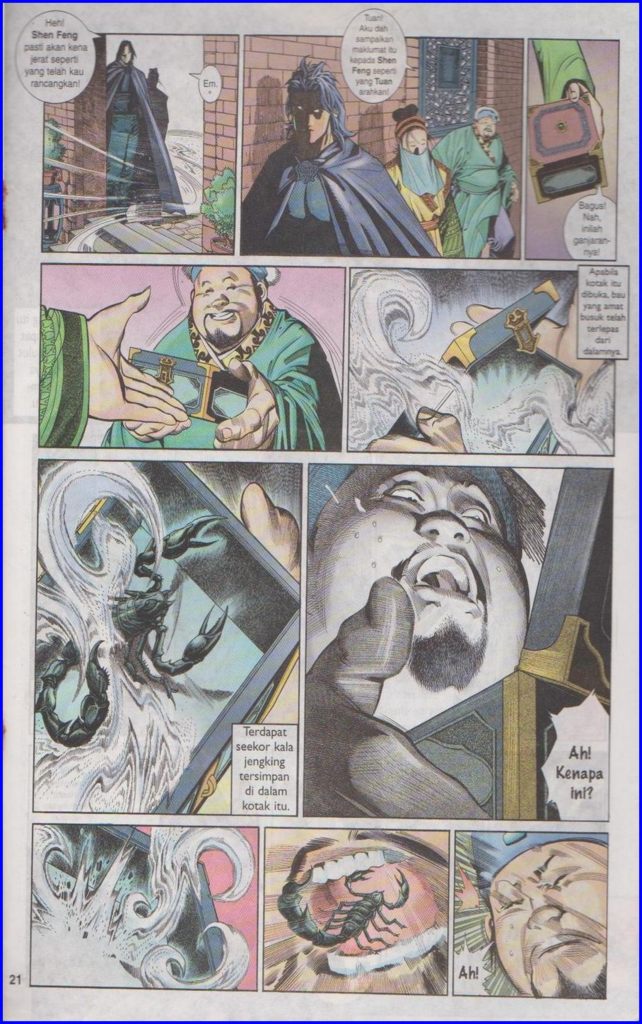 Heh!
Shen Feng
pasti akan kena
jerat seperti
yang telah kau
rancangkan!
Em.
Tuan!
Aku dah
sampaikan
maklumat itu
kepada Shen
Feng seperti
yang Tuan
arahkan!
Bagus!
Nah,
inilah
ganjaran-
nya!
Apabila
kotak itu
dibuka, bau
yang amat
busuk telah
terlepas
dari
dalamnya.
Terdapat
seekor kala
jengking
tersimpan
di dalam
kotak itu.
Ah!
Kenapa
ini?
Ah!
21